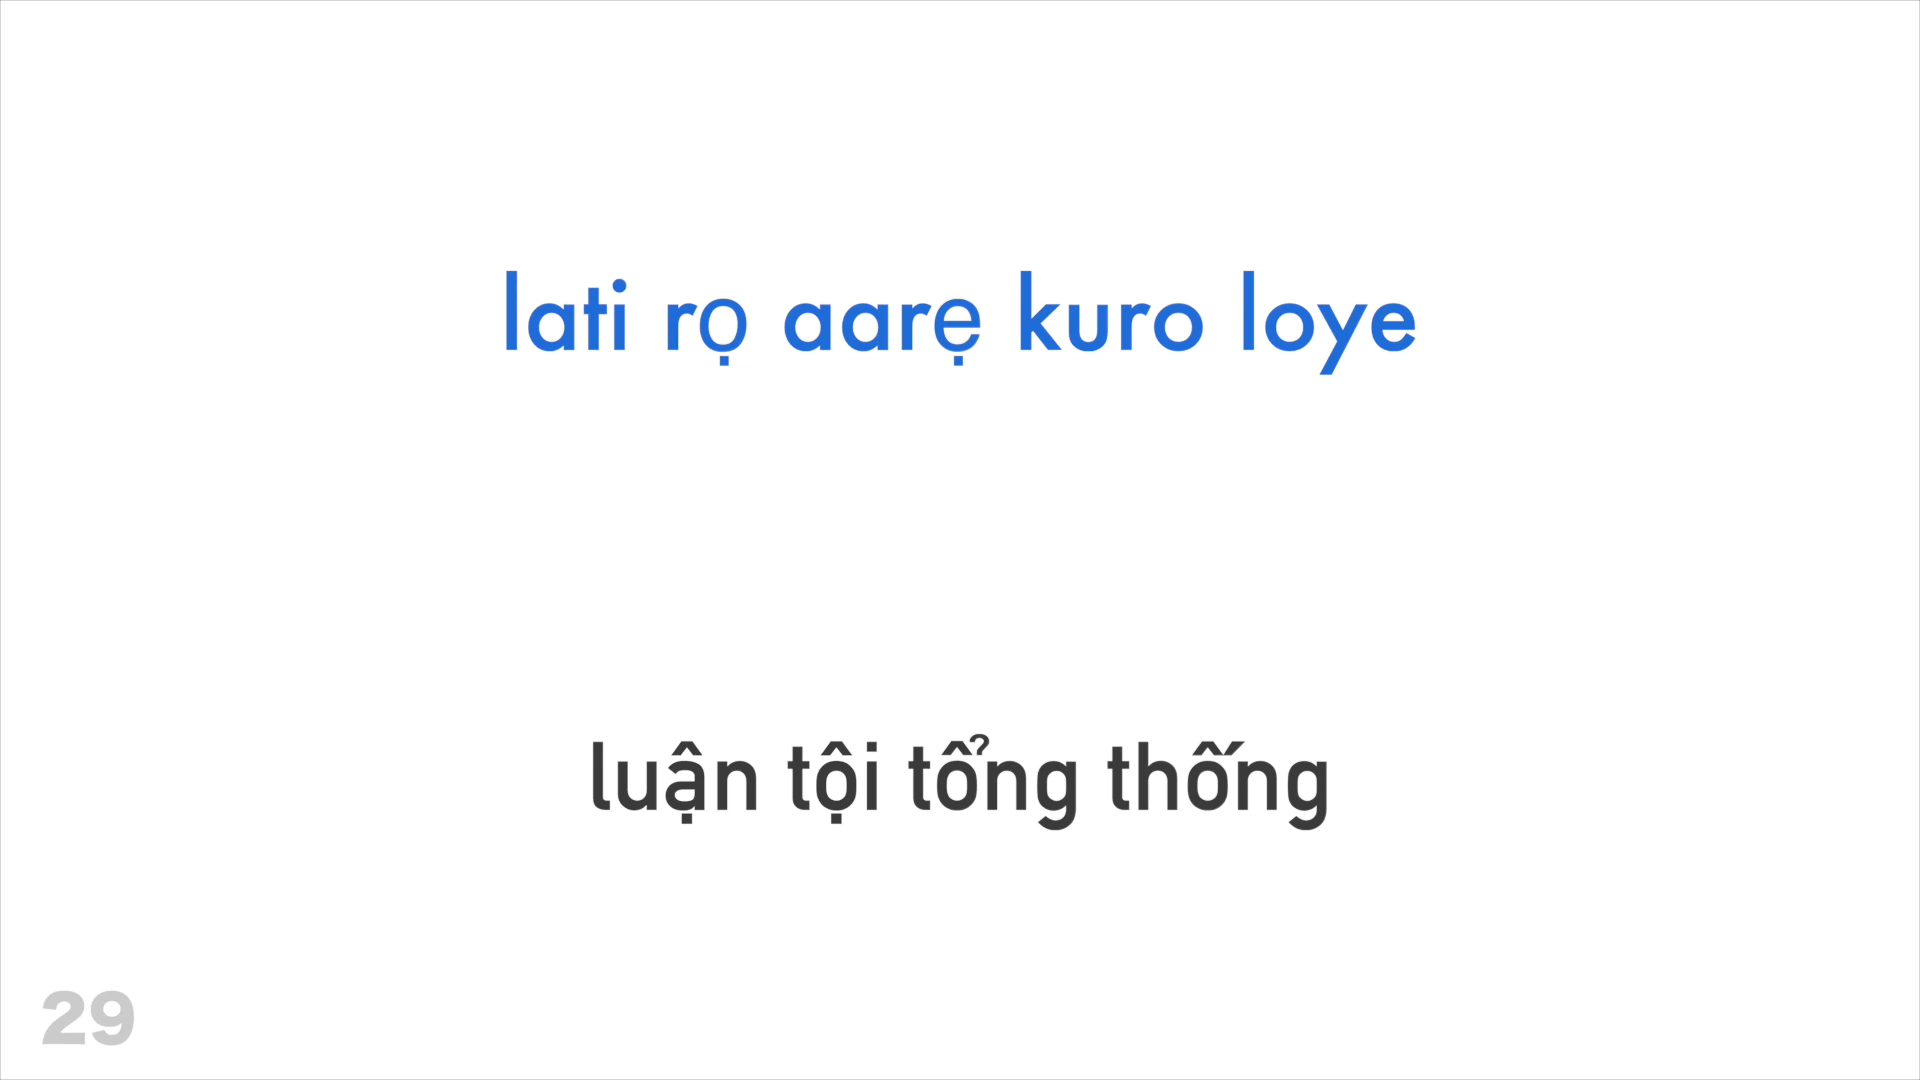 lati rọ aarẹ kuro loye
luận tội tổng thống
29